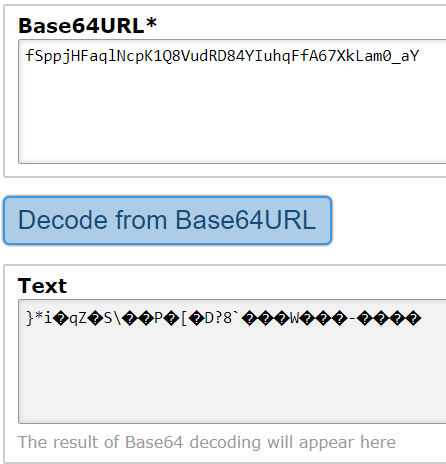 Base64URL*
fSppjHFaqlNcpK1Q8VudRD84YIuhqFfA67XkLam0_aY
Decode from Base64URL
Text
}*i�qZ�S\��P�[�D?8`���W���-����
The result of Base64 decoding will appear here